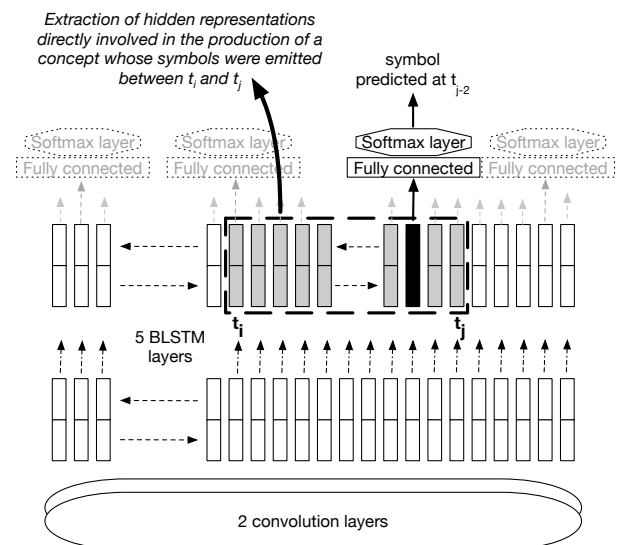 Extraction of hidden representations
directly involved in the production of a
concept whose symbols were emitted
between ti and tj
symbol
predicted at tj-2
Softmax layer
Softmax layer
Softmax layer
Softmax layer
Fully connected
Fully connected
Fully connected
Fully connected
ti
tj
5 BLSTM
layers
2 convolution layers